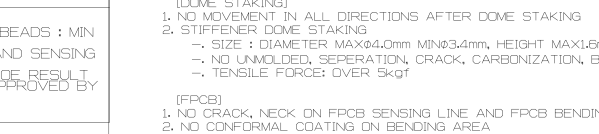 BEADS : MIN
AND SENSING
OE RESULT
PPROVED BY
[DOME STAKING]
1. NO MOVEMENT IN ALL DIRECTIONS AFTER DOME STAKING
2. STIFFENER DOME STAKING
-. SIZE : DIAMETER MAXΦ4.0mm MINΦ3.4mm, HEIGHT MAX1.6m
-. NO UNMOLDED, SEPERATION, CRACK, CARBONIZATION, B
-. TENSILE FORCE: OVER 5kgf
[FPCB]
1. NO CRACK, NECK ON FPCB SENSING LINE AND FPCB BENDIN
2. NO CONFORMAL COATING ON BENDING AREA